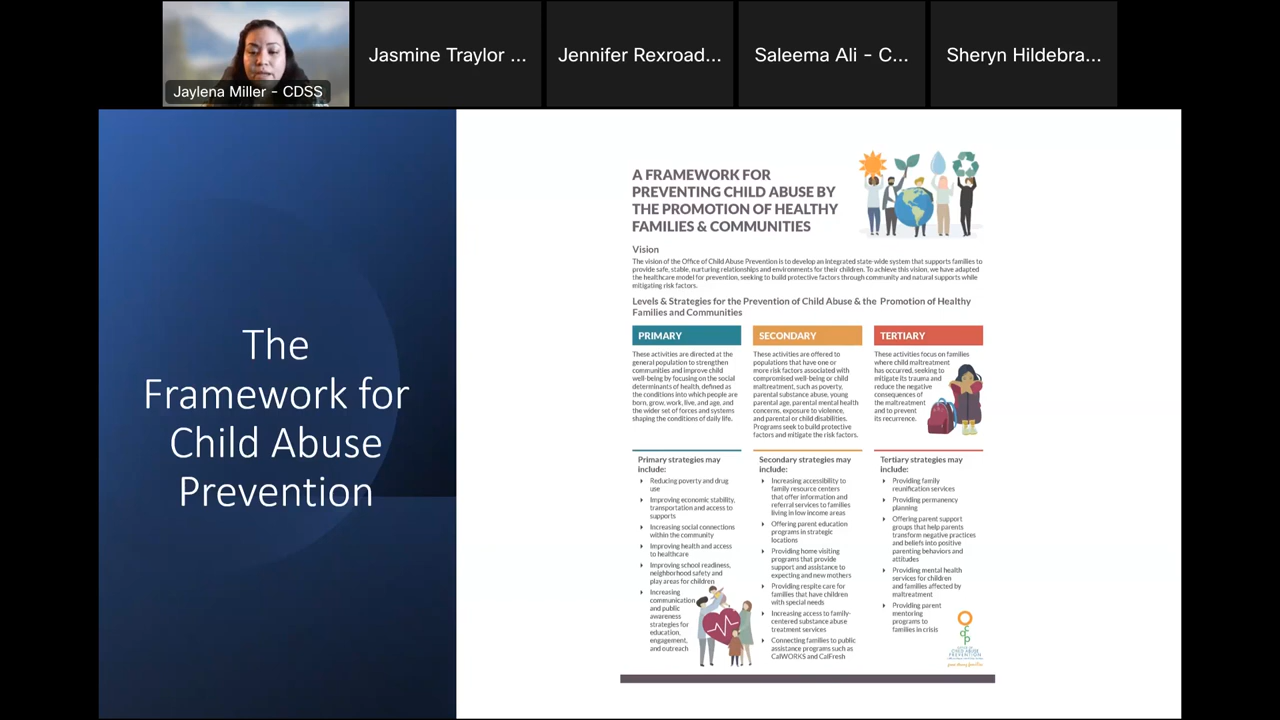 Jaylena Miller - CDSS
Jasmine Traylor ...
Jennifer Rexroad...
Saleema Ali - C...
Sheryn Hildebra...
The
Framework for
Child Abuse
Prevention
A FRAMEWORK FOR
PREVENTING CHILD ABUSE BY
THE PROMOTION OF HEALTHY
FAMILIES & COMMUNITIES
Vision
The vision of the Office of Child Abuse Prevention is to develop an integrated state-wide system that supports families to
provide safe, stable, nurturing relationships and environments for their children. To achieve this vision, we have adapted
the healthcare model for prevention, seeking to build protective factors through community and natural supports while
mitigating risk factors.
Levels & Strategies for the Prevention of Child Abuse & the Promotion of Healthy
Families and Communities
PRIMARY
These activities are directed at the
general population to strengthen
communities and improve child
well-being by focusing on the social
determinants of health, defined as
the conditions into which people are
born, grow, work, live, and age, and
the wider set of forces and systems
shaping the conditions of daily life.
Primary strategies may
include:
Reducing poverty and drug
use
Improving economic stability,
transportation and access to
supports
Increasing social connections
within the community
Improving health and access
to healthcare
Improving school readiness,
neighborhood safety and
play areas for children
Increasing
communication
and public
awareness
strategies for
education,
engagement,
and outreach
SECONDARY
These activities are offered to
populations that have one or
more risk factors associated with
compromised well-being or child
maltreatment, such as poverty,
parental substance abuse, young
parental age, parental mental health
concerns, exposure to violence,
and parental or child disabilities.
Programs seek to build protective
factors and mitigate the risk factors.
Secondary strategies may
include:
Increasing accessibility to
family resource centers
that offer information and
referral services to families
living in low income areas
Offering parent education
programs in strategic
locations
Providing home visiting
programs that provide
support and assistance to
expecting and new mothers
Providing respite care for
families that have children
with special needs
Increasing access to family-
centered substance abuse
treatment services
Connecting families to public
assistance programs such as
CalWORKS and CalFresh
TERTIARY
These activities focus on families
where child maltreatment
has occurred, seeking to
mitigate its trauma and
reduce the negative
consequences of
the maltreatment
and to prevent
its recurrence.
Tertiary strategies may
include:
Providing family
reunification services
Providing permanency
planning
Offering parent support
groups that help parents
transform negative practices
and beliefs into positive
parenting behaviors and
attitudes
Providing mental health
services for children
and families affected by
maltreatment
Providing parent
mentoring
programs to
families in crisis
CHILD ABUSE
PREVENTION